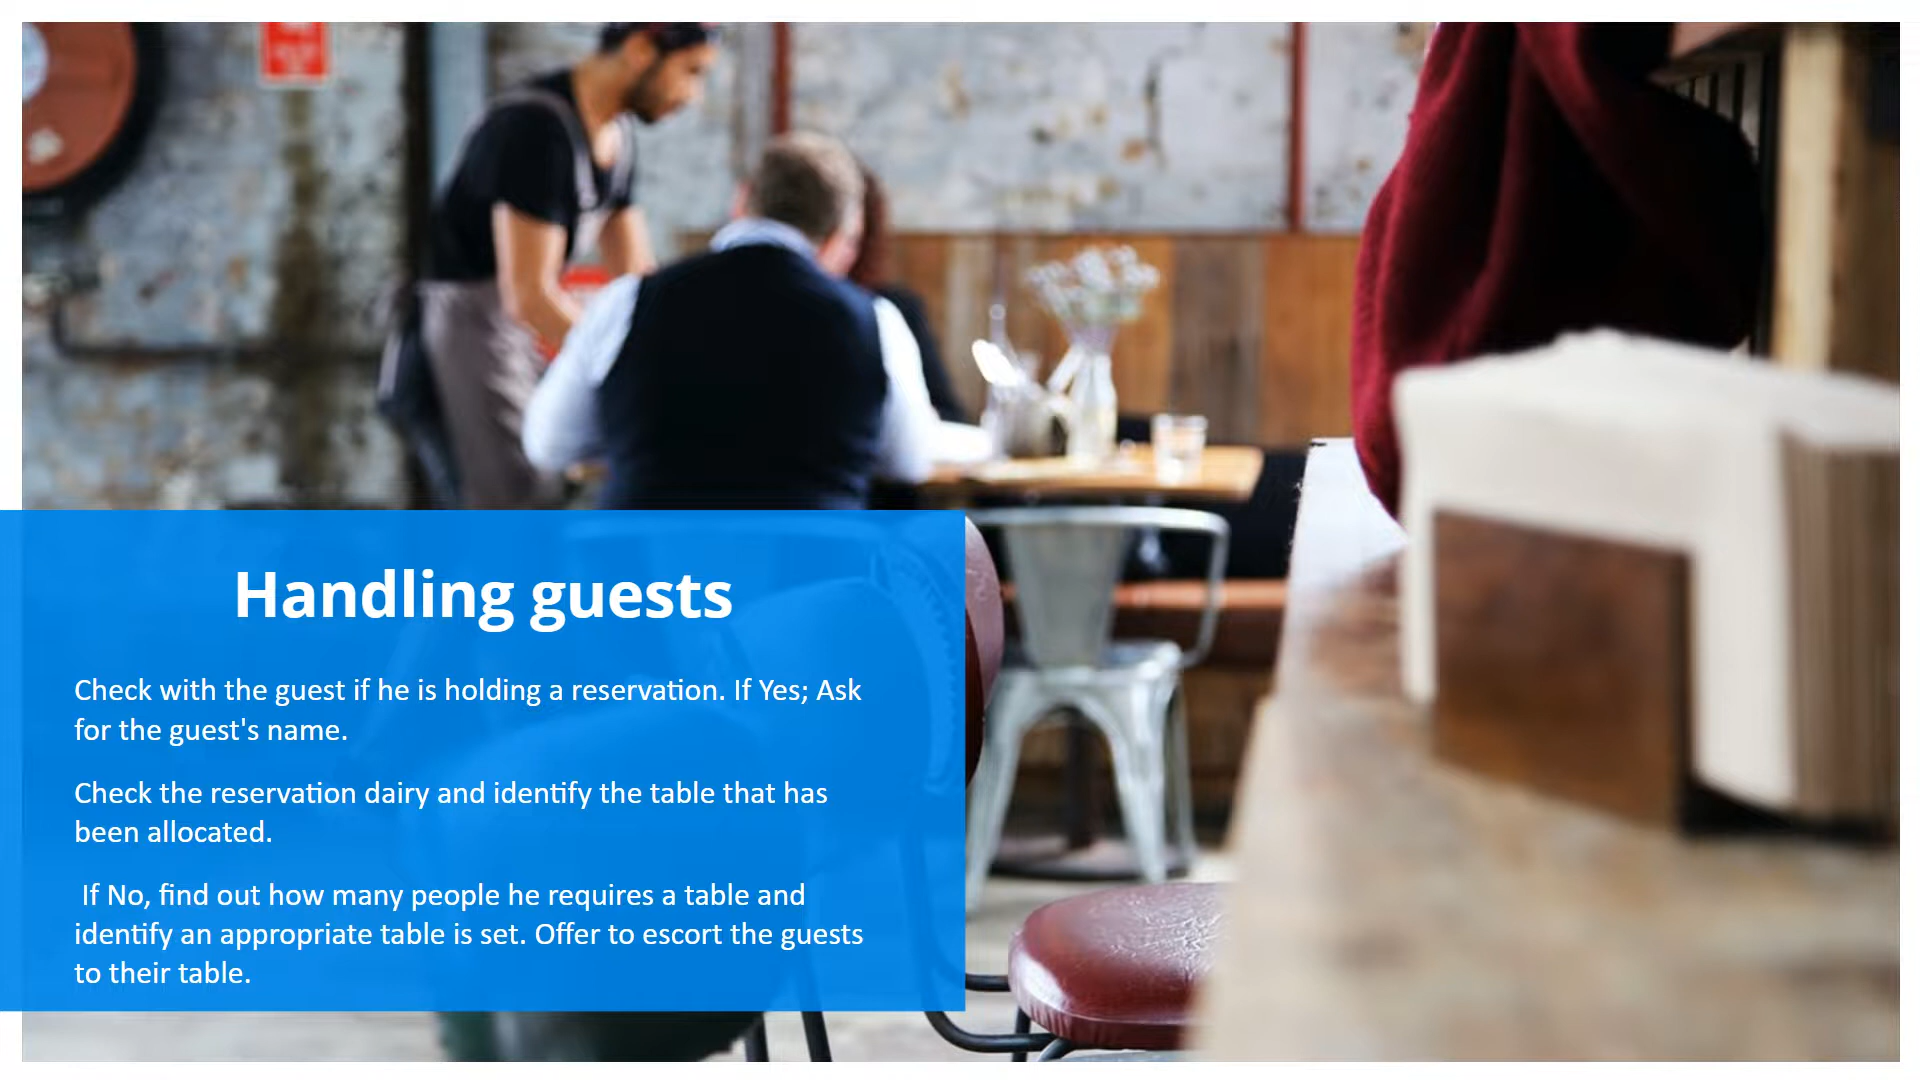 Handling guests
Check with the guest if he is holding a reservation. If Yes; Ask
for the guest's name.
Check the reservation dairy and identify the table that has
been allocated.
If No, find out how many people he requires a table and
identify an appropriate table is set. Offer to escort the guests
to their table.